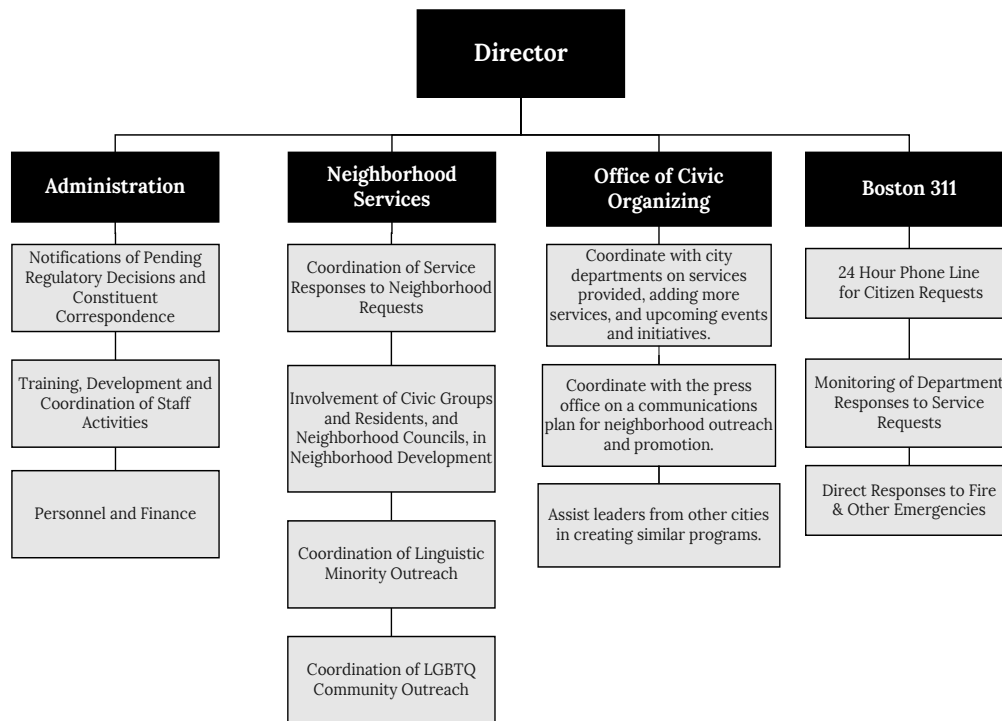 Director
Administration
Notifications of Pending
Regulatory Decisions and
Constituent
Correspondence
Training, Development and
Coordination of Staff
Activities
Personnel and Finance
Neighborhood
Services
Coordination of Service
Responses to Neighborhood
Requests
Involvement of Civic Groups
and Residents, and
Neighborhood Councils, in
Neighborhood Development
Coordination of Linguistic
Minority Outreach
Coordination of LGBTQ
Community Outreach
Office of Civic
Organizing
Coordinate with city
departments on services
provided, adding more
services, and upcoming events
and initiatives.
Coordinate with the press
office on a communications
plan for neighborhood outreach
and promotion.
Assist leaders from other cities
in creating similar programs.
Boston 311
24 Hour Phone Line
for Citizen Requests
Monitoring of Department
Responses to Service
Requests
Direct Responses to Fire
& Other Emergencies